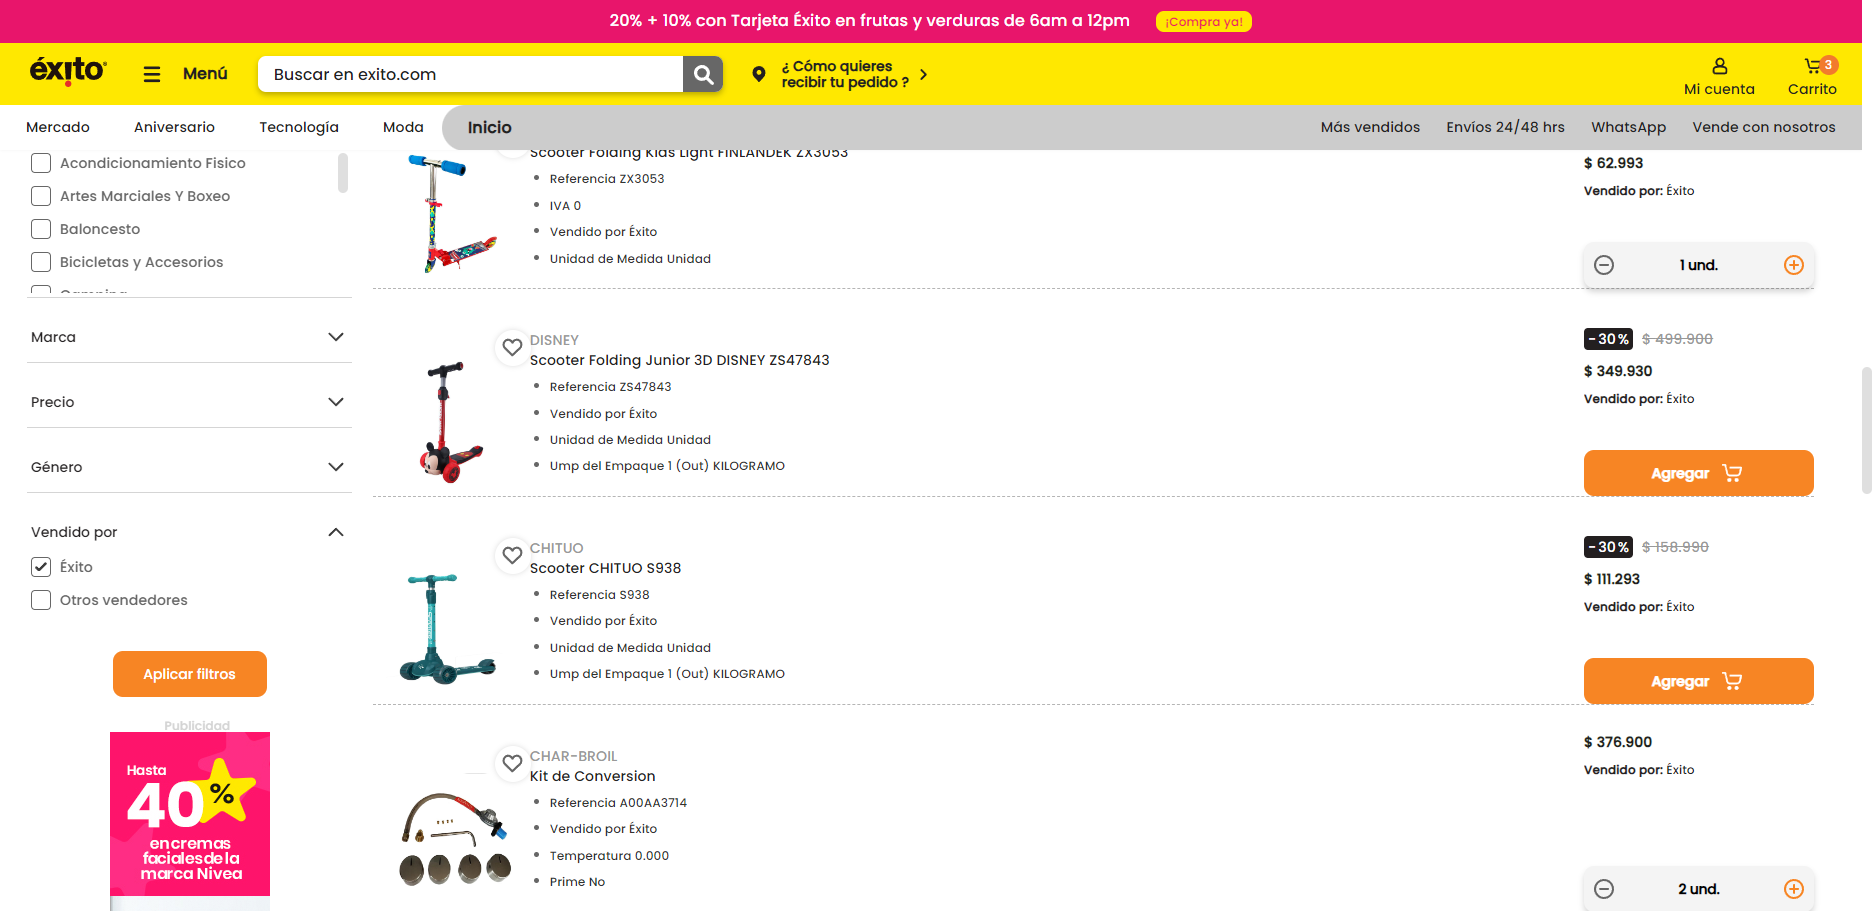 20% + 10% con Tarjeta Éxito en frutas y verduras de 6am a 12pm
¡Compra ya!
éxito
Menú
Buscar en exito.com
¿ Cómo quieres
recibir tu pedido ?
Mi cuenta
3
Carrito
Mercado
Aniversario
Tecnología
Moda
Inicio
Más vendidos
Envíos 24/48 hrs
WhatsApp
Vende con nosotros
Acondicionamiento Fisico
Artes Marciales Y Boxeo
Baloncesto
Bicicletas y Accesorios
Camping
Marca
Precio
Género
Vendido por
Éxito
Otros vendedores
Aplicar filtros
Publicidad
Hasta
40%
en cremas
faciales de la
marca Nivea
Scooter Folding Kids Light FINLANDEK ZX3053
Referencia ZX3053
IVA 0
Vendido por Éxito
Unidad de Medida Unidad
$ 62.993
Vendido por: Éxito
1 und.
DISNEY
Scooter Folding Junior 3D DISNEY ZS47843
Referencia ZS47843
Vendido por Éxito
Unidad de Medida Unidad
Ump del Empaque 1 (Out) KILOGRAMO
-30% $ 499.900
$ 349.930
Vendido por: Éxito
Agregar
CHITUO
Scooter CHITUO S938
Referencia S938
Vendido por Éxito
Unidad de Medida Unidad
Ump del Empaque 1 (Out) KILOGRAMO
-30% $ 158.990
$ 111.293
Vendido por: Éxito
Agregar
CHAR-BROIL
Kit de Conversion
Referencia A00AA3714
Vendido por Éxito
Temperatura 0.000
Prime No
$ 376.900
Vendido por: Éxito
2 und.